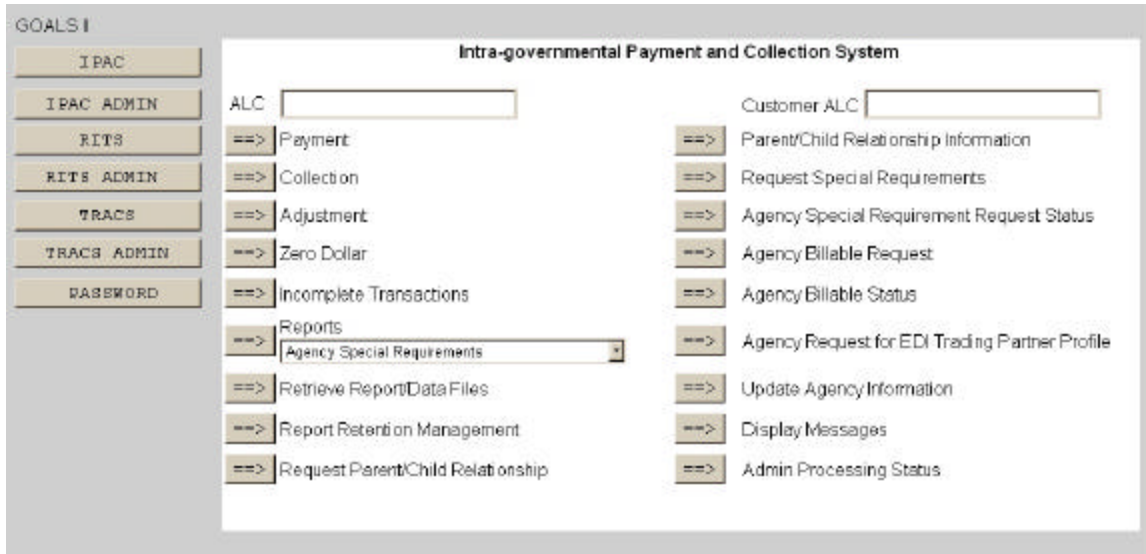 GOALS II
IPAC
IPAC ADMIN
RITS
RITS ADMIN
TRACS
TRACS ADMIN
PASSWORD
Intra-governmental Payment and Collection System
ALC
Customer ALC
==> Payment
==> Parent/Child Relationship Information
==> Collection
==> Request Special Requirements
==> Adjustment
==> Agency Special Requirement Request Status
==> Zero Dollar
==> Agency Billable Request
==> Incomplete Transactions
==> Agency Billable Status
==> Reports
Agency Special Requirements
==> Agency Request for EDI Trading Partner Profile
==> Retrieve Report/Data Files
==> Update Agency Information
==> Report Retention Management
==> Display Messages
==> Request Parent/Child Relationship
==> Admin Processing Status